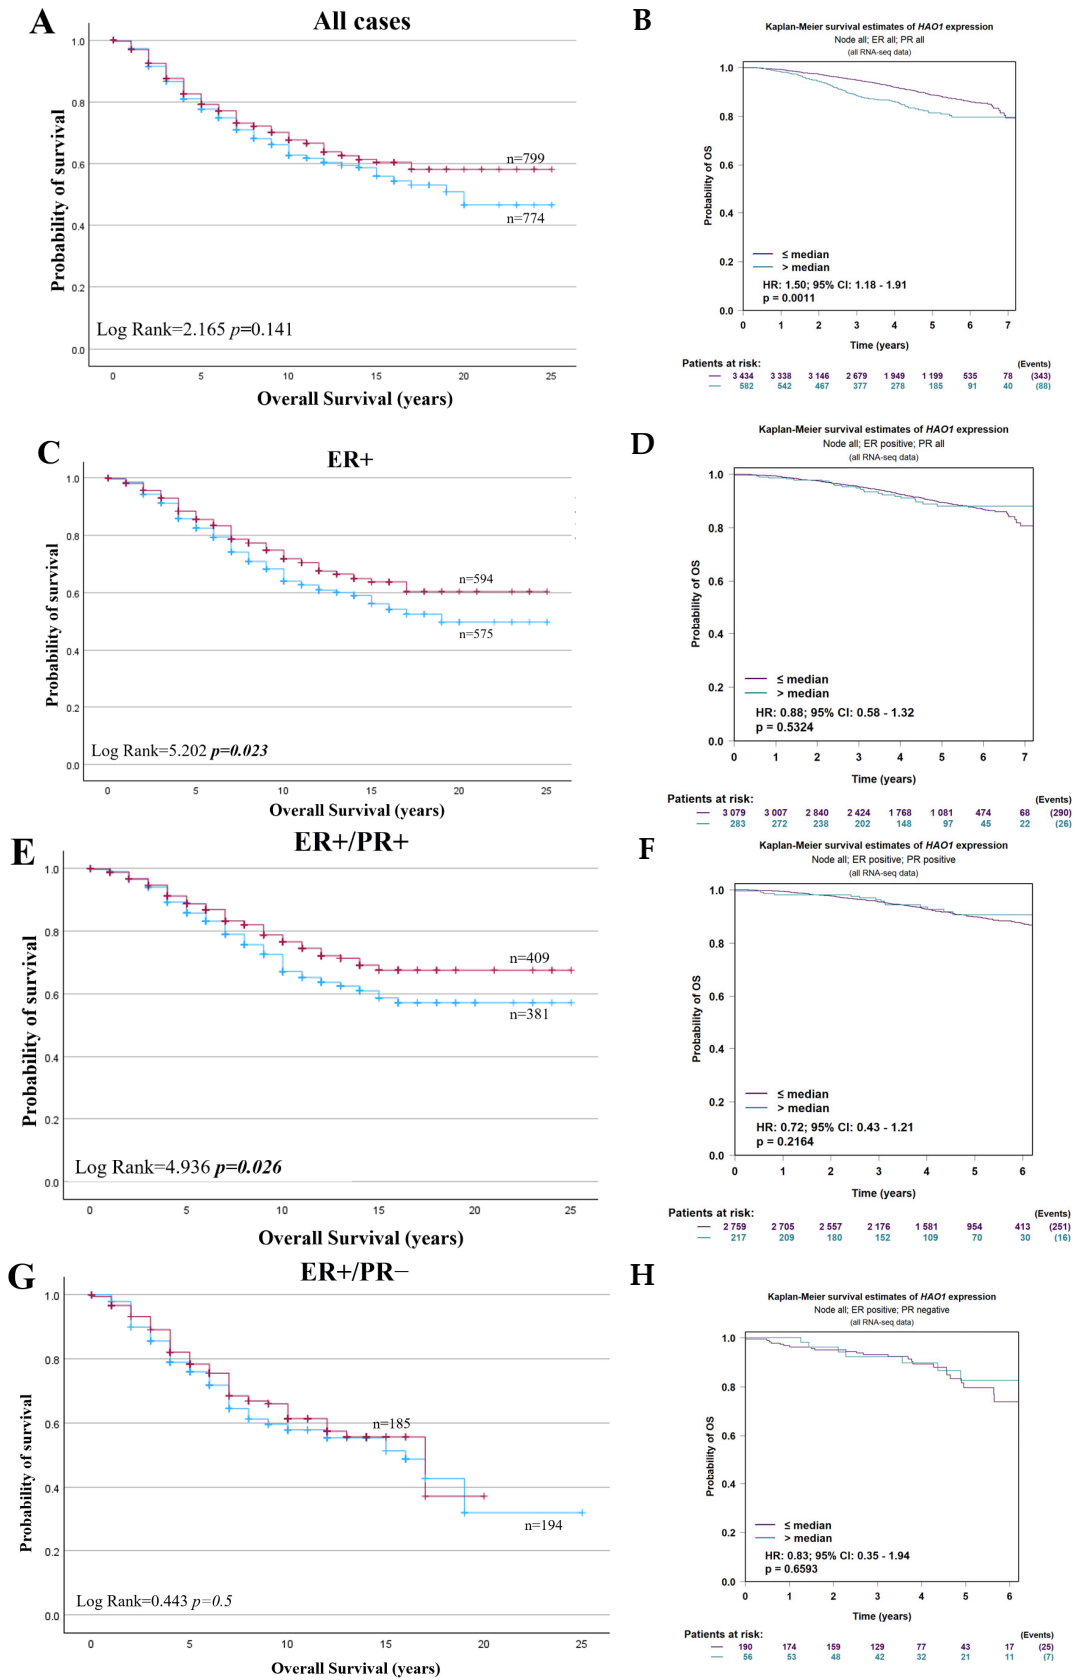 A
All cases
1.0
0.8
0.6
0.4
0.2
0.0
Probability of survival
n=799
n=774
Log Rank=2.165 p=0.141
0 5 10 15 20 25
Overall Survival (years)
B
Kaplan-Meier survival estimates of HAO1 expression
Node all; ER all; PR all
(all RNA-seq data)
1.0
0.8
0.6
0.4
0.2
0.0
Probability of OS
≤ median
> median
HR: 1.50; 95% CI: 1.18 - 1.91
p = 0.0011
0 1 2 3 4 5 6 7
Time (years)
Patients at risk: (Events)
3 434 3 338 3 146 2 679 1 949 1 199 535 78 (343)
582 542 467 377 278 185 91 40 (88)
C
ER+
1.0
0.8
0.6
0.4
0.2
0.0
Probability of survival
n=594
n=575
Log Rank=5.202 p=0.023
0 5 10 15 20 25
Overall Survival (years)
D
Kaplan-Meier survival estimates of HAO1 expression
Node all; ER positive; PR all
(all RNA-seq data)
1.0
0.8
0.6
0.4
0.2
0.0
Probability of OS
≤ median
> median
HR: 0.88; 95% CI: 0.58 - 1.32
p = 0.5324
0 1 2 3 4 5 6 7
Time (years)
Patients at risk: (Events)
3 079 3 007 2 840 2 424 1 768 1 081 474 68 (290)
283 272 238 202 148 97 45 22 (26)
E
ER+/PR+
1.0
0.8
0.6
0.4
0.2
0.0
Probability of survival
n=409
n=381
Log Rank=4.936 p=0.026
0 5 10 15 20 25
Overall Survival (years)
F
Kaplan-Meier survival estimates of HAO1 expression
Node all; ER positive; PR positive
(all RNA-seq data)
1.0
0.8
0.6
0.4
0.2
0.0
Probability of OS
≤ median
> median
HR: 0.72; 95% CI: 0.43 - 1.21
p = 0.2164
0 1 2 3 4 5 6
Time (years)
Patients at risk: (Events)
2 759 2 705 2 557 2 176 1 581 954 413 (251)
217 209 180 152 109 70 30 (16)
G
ER+/PR−
1.0
0.8
0.6
0.4
0.2
0.0
Probability of survival
n=185
n=194
Log Rank=0.443 p=0.5
0 5 10 15 20 25
Overall Survival (years)
H
Kaplan-Meier survival estimates of HAO1 expression
Node all; ER positive; PR negative
(all RNA-seq data)
1.0
0.8
0.6
0.4
0.2
0.0
Probability of OS
≤ median
> median
HR: 0.83; 95% CI: 0.35 - 1.94
p = 0.6593
0 1 2 3 4 5 6
Time (years)
Patients at risk: (Events)
190 174 159 129 77 43 17 (25)
56 53 48 42 32 21 11 (7)